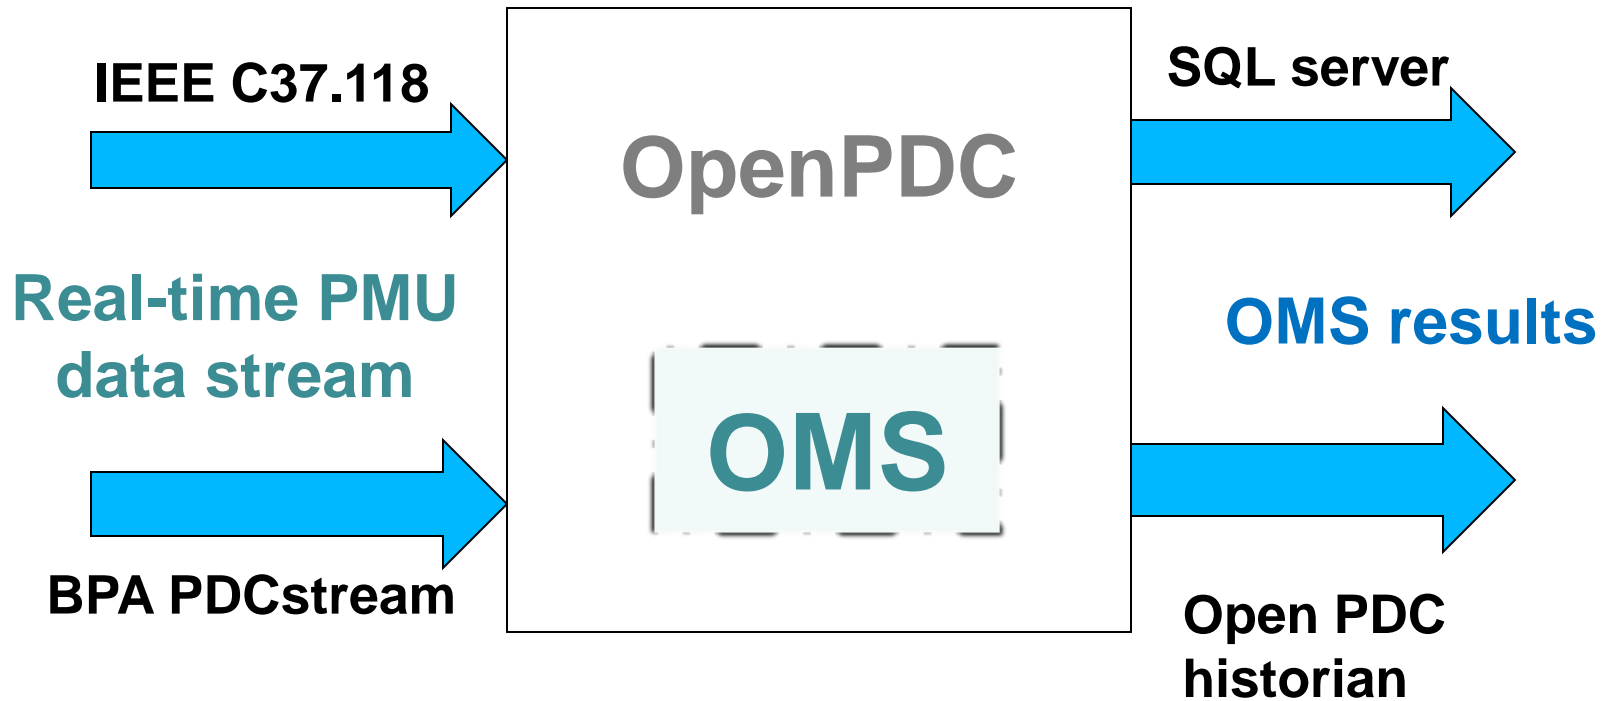 IEEE C37.118
SQL server
OpenPDC
Real-time PMU
data stream
OMS results
OMS
BPA PDCstream
Open PDC
historian